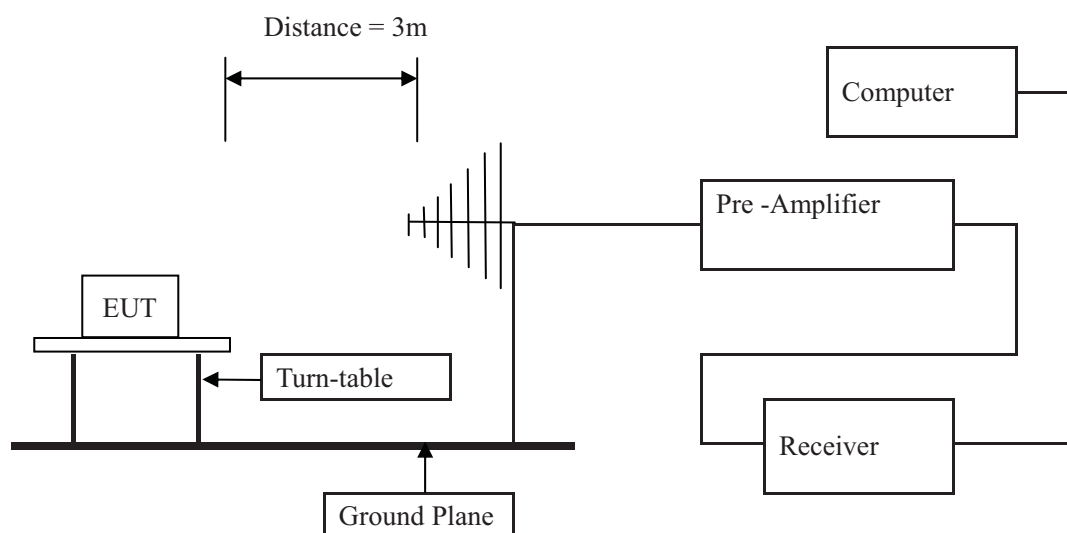 Distance = 3m
Computer
Pre -Amplifier
EUT
Turn-table
Receiver
Ground Plane